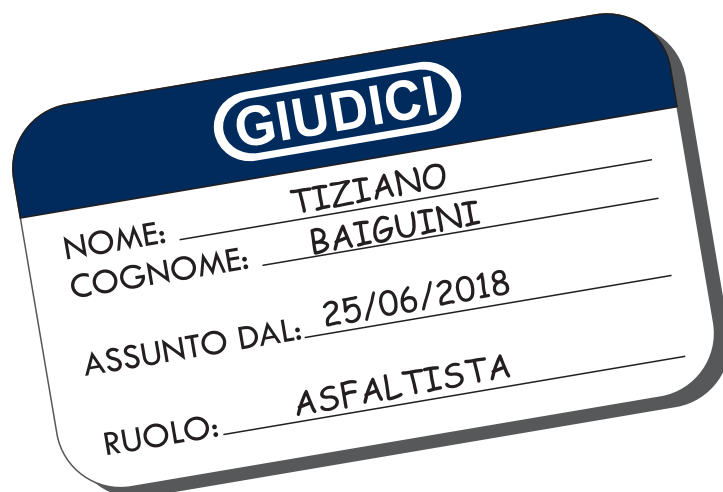 GIUDICI
NOME: TIZIANO
COGNOME: BAIGUINI
ASSUNTO DAL: 25/06/2018
RUOLO: ASFALTISTA